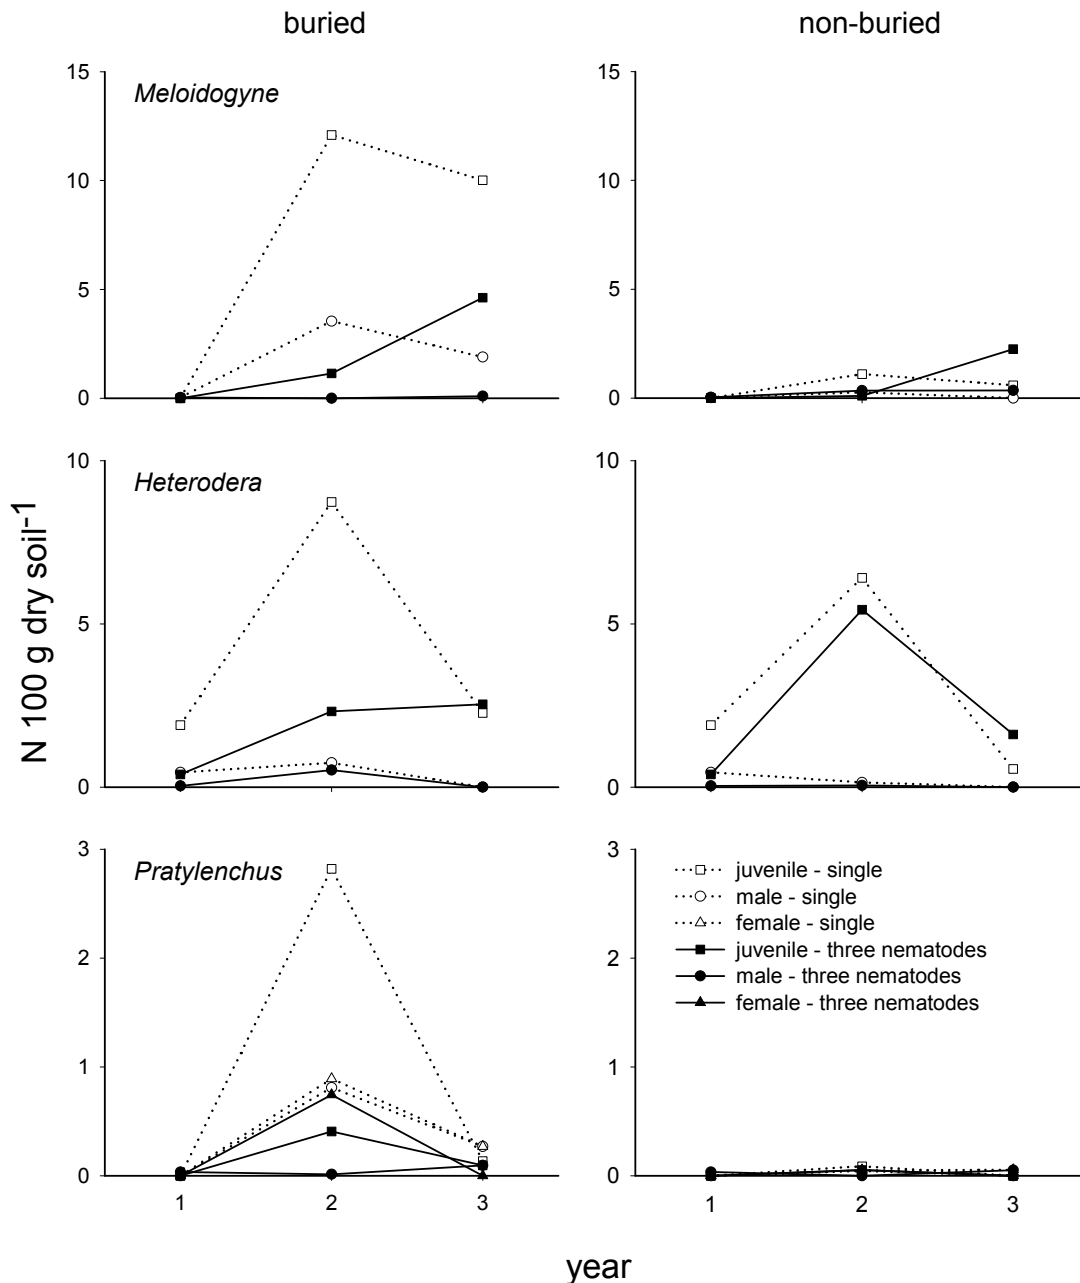 buried
non-buried
15
Meloidogyne
10
5
0
15
10
5
0
N 100 g dry soil-1
10
Heterodera
5
0
10
5
0
3
Pratylenchus
2
1
0
1
2
3
3
2
1
0
juvenile - single
male - single
female - single
juvenile - three nematodes
male - three nematodes
female - three nematodes
1
2
3
year